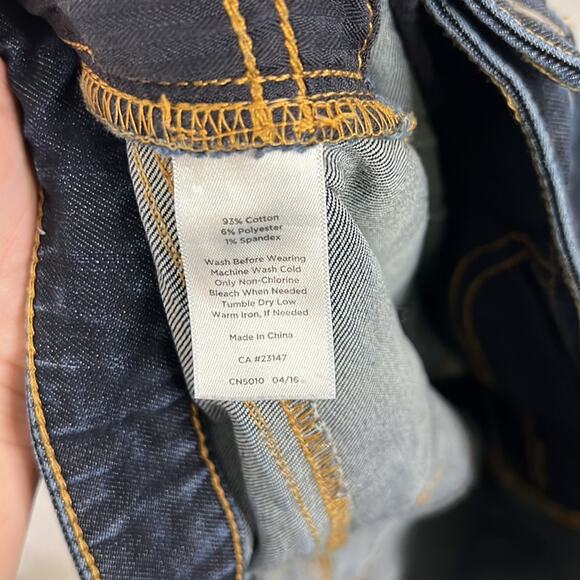 93% Cotton
6% Polyester
1% Spandex
Wash Before Wearing
Machine Wash Cold
Only Non-Chlorine
Bleach When Needed
Tumble Dry Low
Warm Iron, If Needed
Made in China
CA #23147
CN5010 04/16